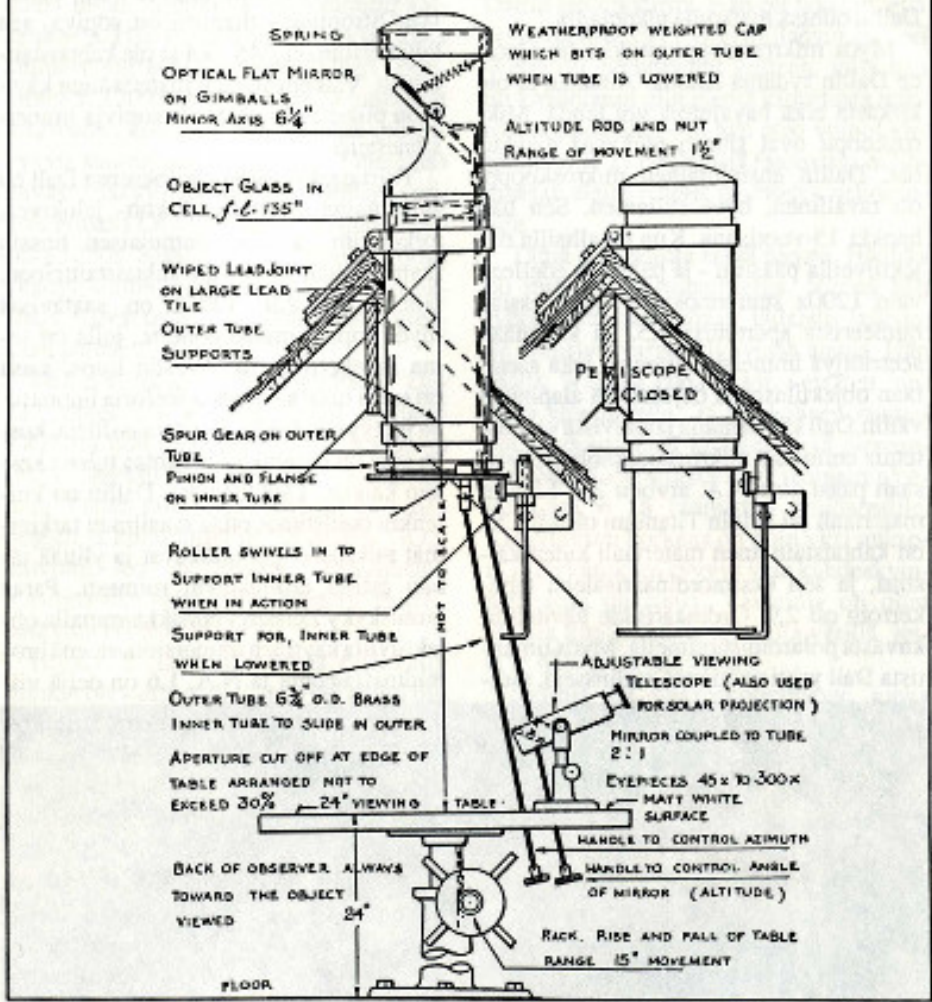 SPRING
OPTICAL FLAT MIRROR
ON GIMBALLS
MINOR AXIS 6¼"
OBJECT GLASS IN
CELL, f-l- 135"
WIPED LEAD JOINT
ON LARGE LEAD
TILE
OUTER TUBE
SUPPORTS
SPUR GEAR ON OUTER
TUBE
PINION AND FLANGE
ON INNER TUBE
ROLLER SWIVELS IN TO
SUPPORT INNER TUBE
WHEN IN ACTION
SUPPORT FOR, INNER TUBE
WHEN LOWERED
OUTER TUBE 6¾ O.D. BRASS
INNER TUBE TO SLIDE IN OUTER
APERTURE CUT OFF AT EDGE OF
TABLE ARRANGED NOT TO
EXCEED 30%
24" VIEWING TABLE
BACK OF OBSERVER ALWAYS
TOWARD THE OBJECT
VIEWED
24"
FLOOR
WEATHERPROOF WEIGHTED CAP
WHICH BITS ON OUTER TUBE
WHEN TUBE IS LOWERED
ALTITUDE ROD AND NUT
RANGE OF MOVEMENT 1½"
PERISCOPE
CLOSED
NOT TO SCALE
ADJUSTABLE VIEWING
TELESCOPE (ALSO USED
FOR SOLAR PROJECTION)
MIRROR COUPLED TO TUBE
2:1
EYEPIECES 45x TO 300x
MATT WHITE
SURFACE
HANDLE TO CONTROL AZIMUTH
HANDLE TO CONTROL ANGLE
OF MIRROR (ALTITUDE)
RACK. RISE AND FALL OF TABLE
RANGE 15" MOVEMENT